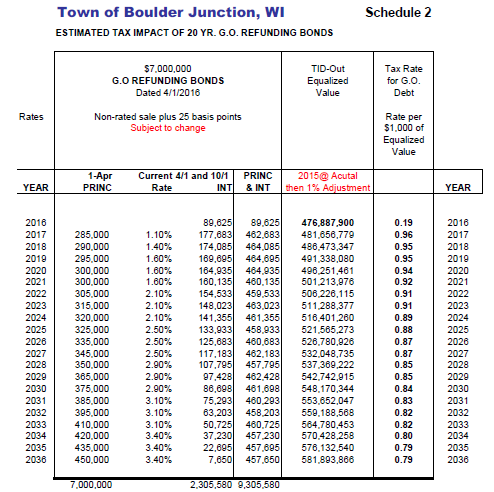 Town of Boulder Junction, WI Schedule 2
ESTIMATED TAX IMPACT OF 20 YR. G.O. REFUNDING BONDS
$7,000,000 TID-Out Tax Rate
G.O REFUNDING BONDS Equalized for G.O.
Dated 4/1/2016 Value Debt
Rates Non-rated sale plus 25 basis points Rate per
Subject to change $1,000 of
Equalized
Value
1-Apr Current 4/1 and 10/1 PRINC 2015@ Acutal
YEAR PRINC Rate INT & INT then 1% Adjustment YEAR
2016 89,625 89,625 476,887,900 0.19 2016
2017 285,000 1.10% 177,683 462,683 481,656,779 0.96 2017
2018 290,000 1.40% 174,085 464,085 486,473,347 0.95 2018
2019 295,000 1.60% 169,695 464,695 491,338,080 0.95 2019
2020 300,000 1.60% 164,935 464,935 496,251,461 0.94 2020
2021 300,000 1.60% 160,135 460,135 501,213,976 0.92 2021
2022 305,000 2.10% 154,533 459,533 506,226,115 0.91 2022
2023 315,000 2.10% 148,023 463,023 511,288,377 0.91 2023
2024 320,000 2.10% 141,355 461,355 516,401,260 0.89 2024
2025 325,000 2.50% 133,933 458,933 521,565,273 0.88 2025
2026 335,000 2.50% 125,683 460,683 526,780,926 0.87 2026
2027 345,000 2.50% 117,183 462,183 532,048,735 0.87 2027
2028 350,000 2.90% 107,795 457,795 537,369,222 0.85 2028
2029 365,000 2.90% 97,428 462,428 542,742,915 0.85 2029
2030 375,000 2.90% 86,698 461,698 548,170,344 0.84 2030
2031 385,000 3.10% 75,293 460,293 553,652,047 0.83 2031
2032 395,000 3.10% 63,203 458,203 559,188,568 0.82 2032
2033 410,000 3.10% 50,725 460,725 564,780,453 0.82 2033
2034 420,000 3.40% 37,230 457,230 570,428,258 0.80 2034
2035 435,000 3.40% 22,695 457,695 576,132,540 0.79 2035
2036 450,000 3.40% 7,650 457,650 581,893,866 0.79 2036
7,000,000 2,305,580 9,305,580